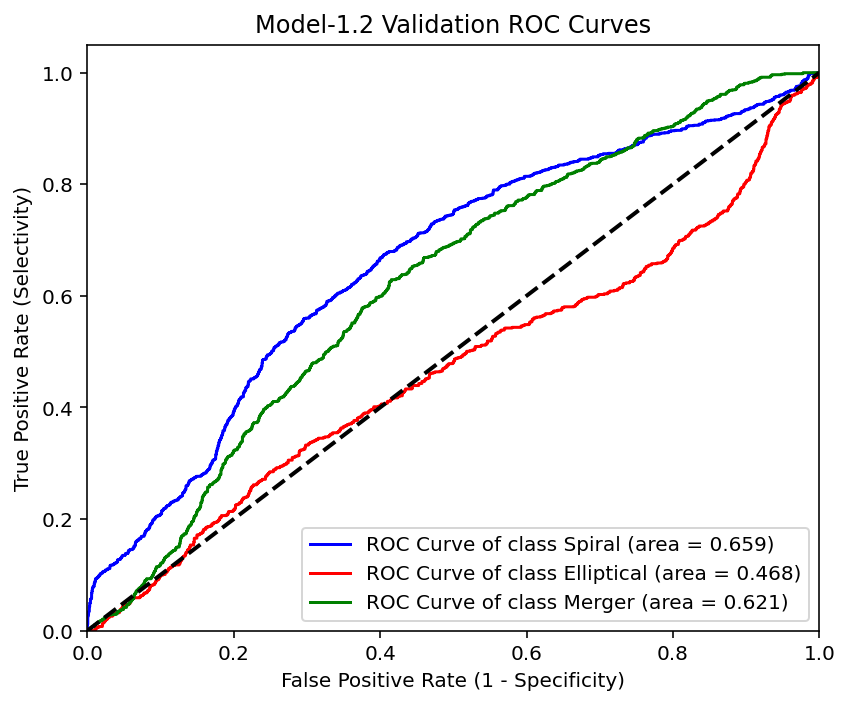 Model-1.2 Validation ROC Curves
True Positive Rate (Selectivity)
1.0
0.8
0.6
0.4
0.2
0.0
ROC Curve of class Spiral (area = 0.659)
ROC Curve of class Elliptical (area = 0.468)
ROC Curve of class Merger (area = 0.621)
0.0 0.2 0.4 0.6 0.8 1.0
False Positive Rate (1 - Specificity)